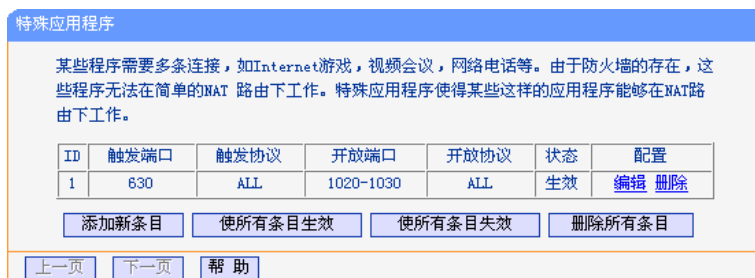 特殊应用程序
某些程序需要多条连接，如Internet游戏，视频会议，网络电话等。由于防火墙的存在，这
些程序无法在简单的NAT 路由下工作。特殊应用程序使得某些这样的应用程序能够在NAT路
由下工作。
ID 触发端口 触发协议 开放端口 开放协议 状态 配置
1 630 ALL 1020-1030 ALL 生效 编辑 删除
添加新条目 使所有条目生效 使所有条目失效 删除所有条目
上一页 下一页 帮 助